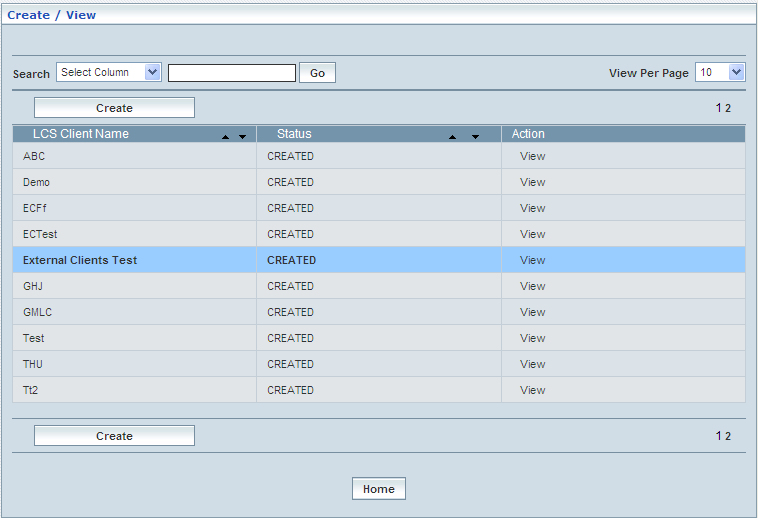 Create / View
Search Select Column Go View Per Page 10
Create 1 2
LCS Client Name Status Action
ABC CREATED View
Demo CREATED View
ECFf CREATED View
ECTest CREATED View
External Clients Test CREATED View
GHJ CREATED View
GMLC CREATED View
Test CREATED View
THU CREATED View
Tt2 CREATED View
Create 1 2
Home